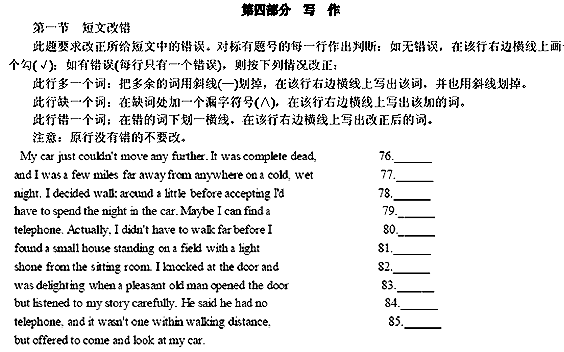 第四部分 写 作
第一节 短文改错
此题要求改正所给短文中的错误。对标有题号的每一行作出判断：如无错误，在该行右边横线上画一
个勾(√)；如有错误(每行只有一个错误)，则按下列情况改正：
此行多一个词：把多余的词用斜线(—)划掉，在该行右边横线上写出该词，并也用斜线划掉。
此行缺一个词：在缺词处加一个漏字符号(∧)，在该行右边横线上写出该加的词。
此行错一个词：在错的词下划一横线，在该行右边横线上写出改正后的词。
注意：原行没有错的不要改。
My car just couldn't move any further. It was complete dead, 76.______
and I was a few miles far away from anywhere on a cold, wet 77.______
night. I decided walk around a little before accepting I'd 78.______
have to spend the night in the car. Maybe I can find a 79.______
telephone. Actually, I didn't have to walk far before I 80.______
found a small house standing on a field with a light 81.______
shone from the sitting room. I knocked at the door and 82.______
was delighting when a pleasant old man opened the door 83.______
but listened to my story carefully. He said he had no 84.______
telephone, and it wasn't one within walking distance, 85.______
but offered to come and look at my car.